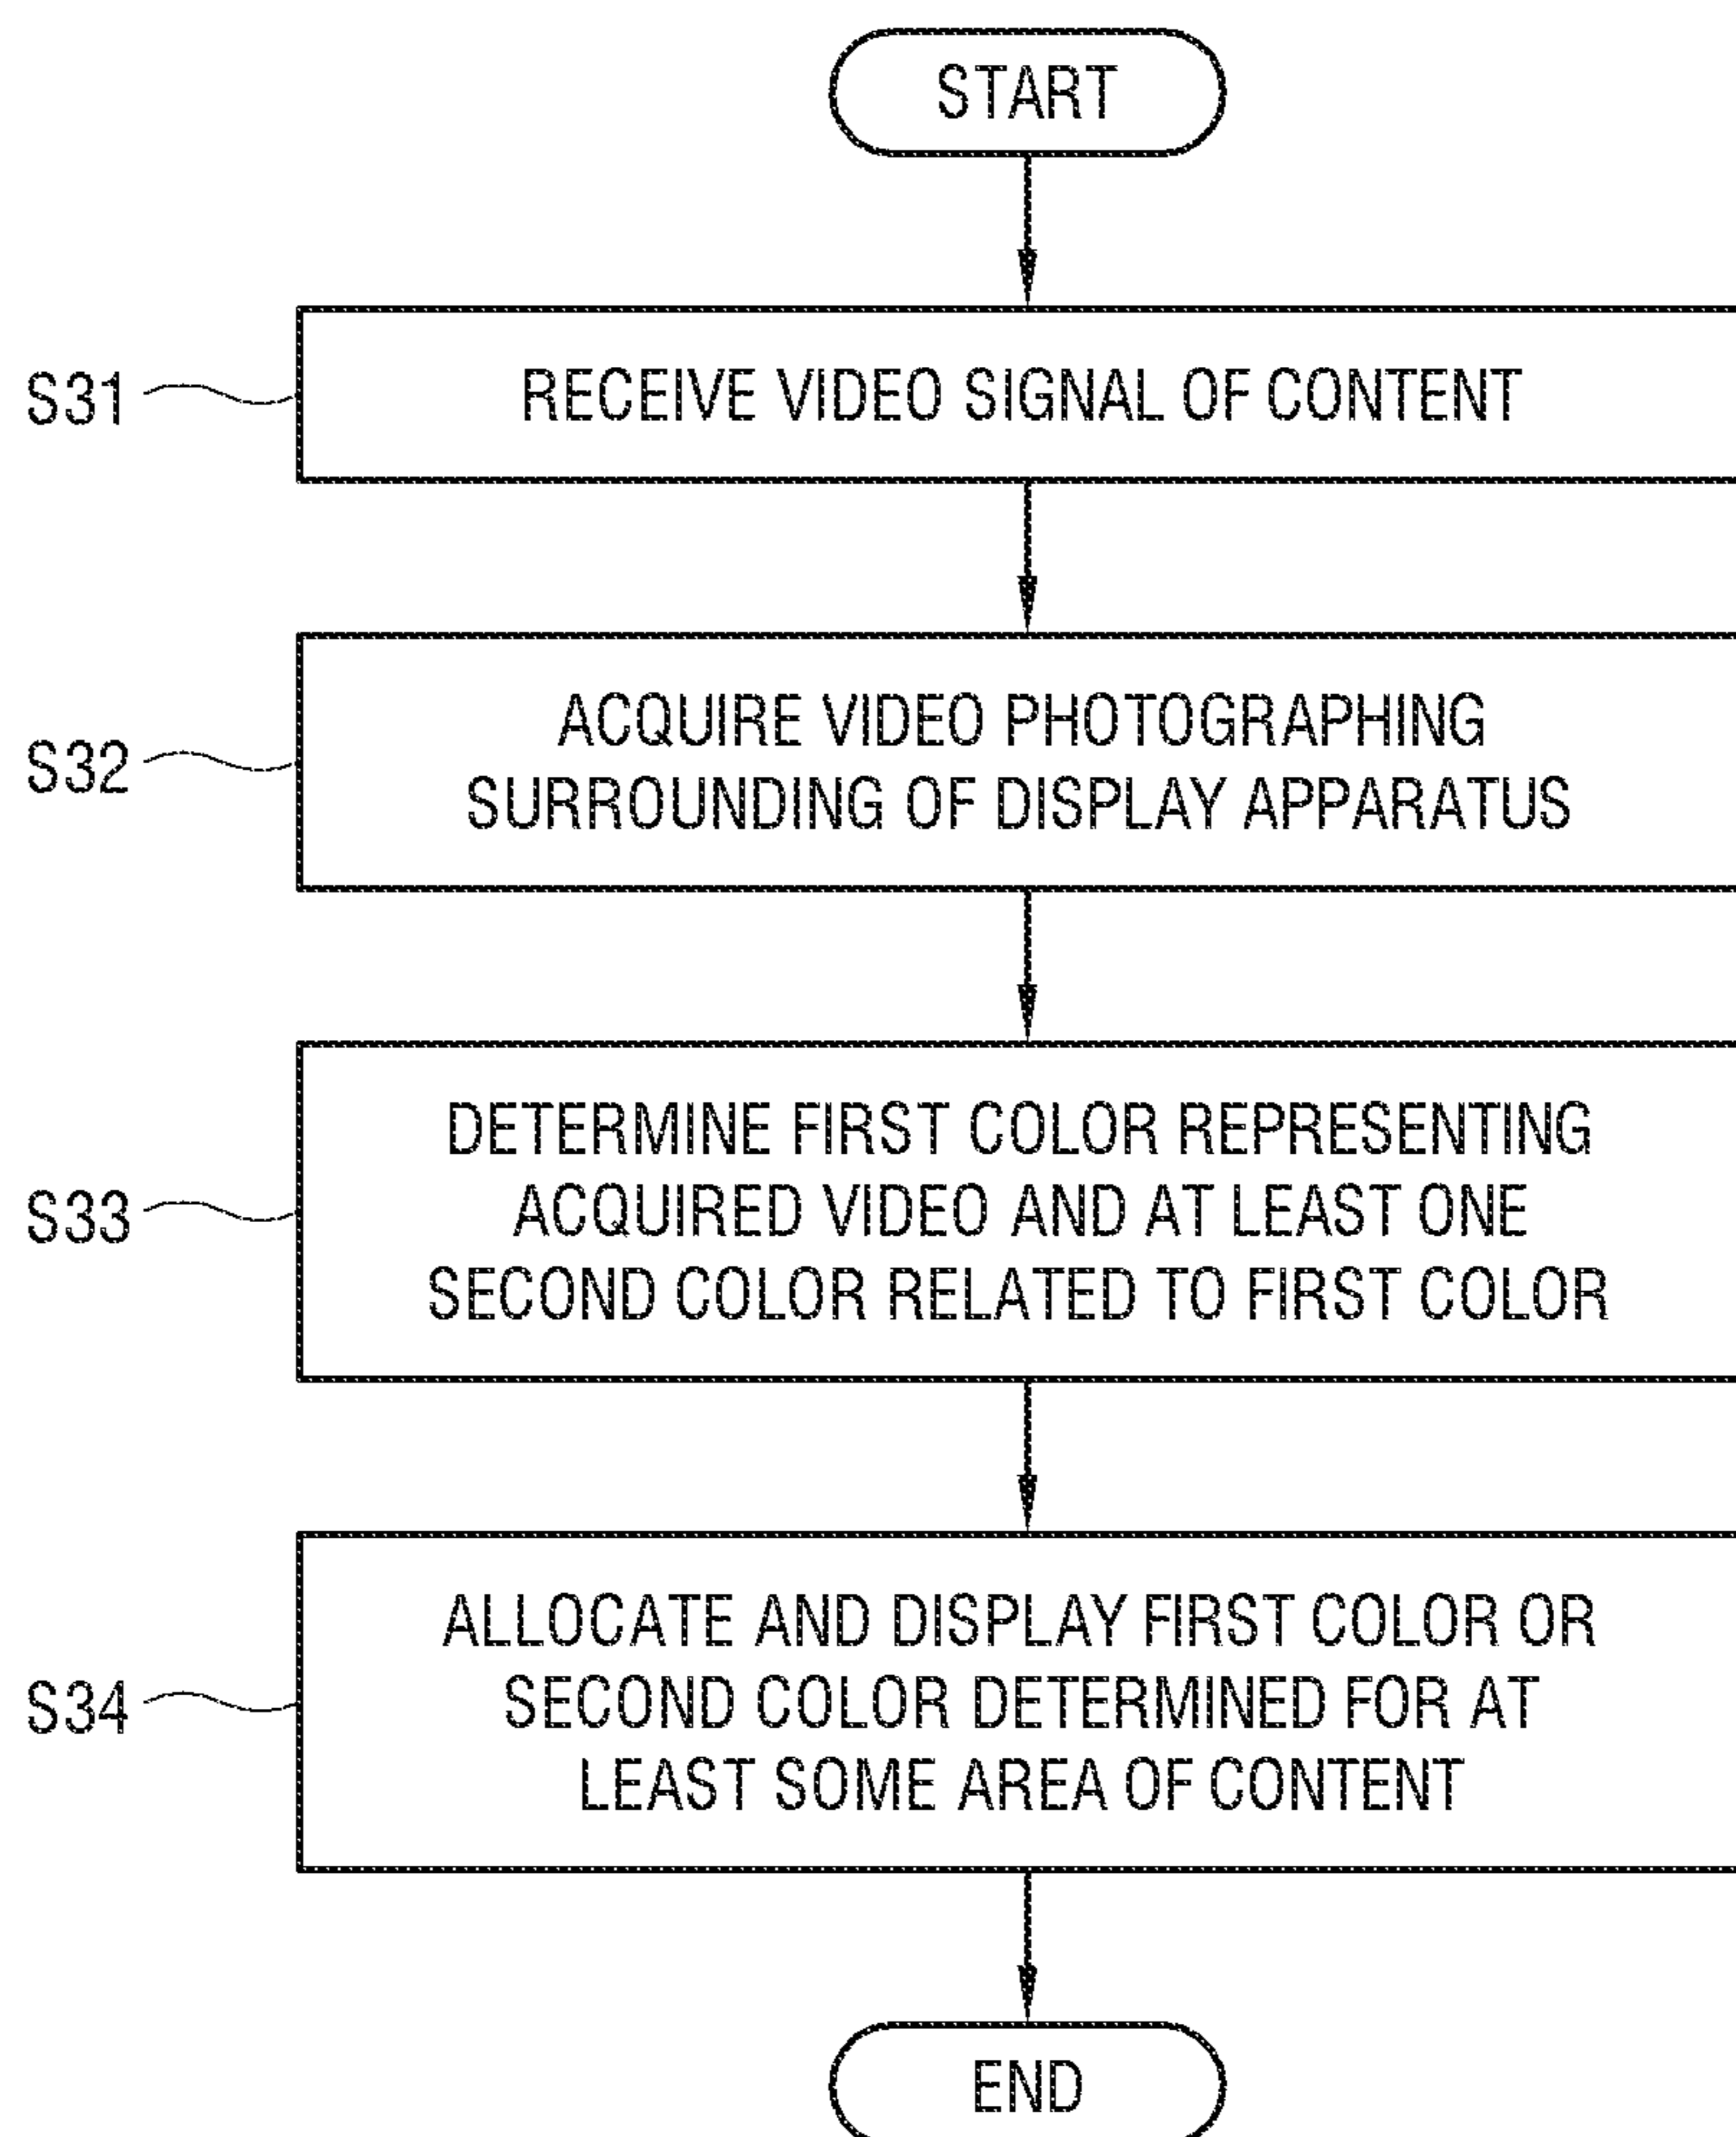 START
S31
RECEIVE VIDEO SIGNAL OF CONTENT
S32
ACQUIRE VIDEO PHOTOGRAPHING
SURROUNDING OF DISPLAY APPARATUS
S33
DETERMINE FIRST COLOR REPRESENTING
ACQUIRED VIDEO AND AT LEAST ONE
SECOND COLOR RELATED TO FIRST COLOR
S34
ALLOCATE AND DISPLAY FIRST COLOR OR
SECOND COLOR DETERMINED FOR AT
LEAST SOME AREA OF CONTENT
END